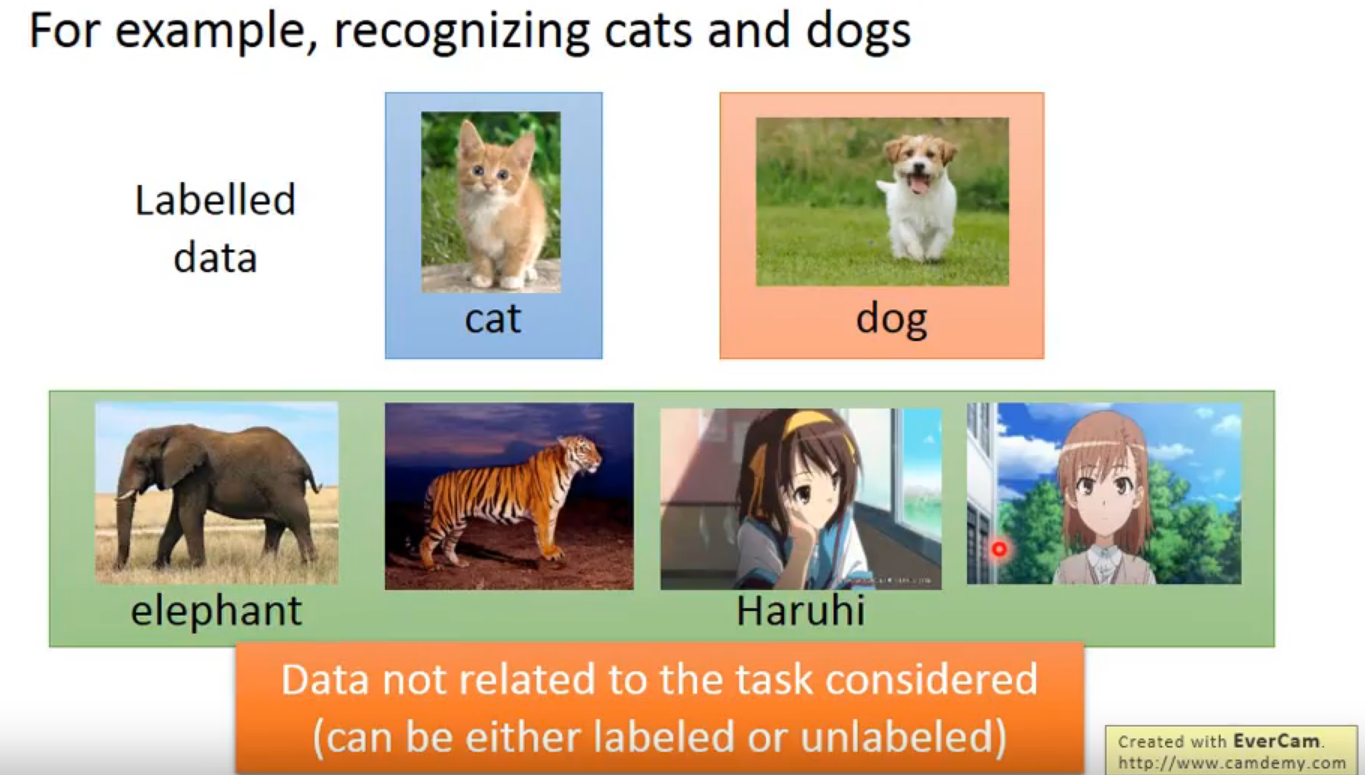 For example, recognizing cats and dogs
Labelled
data
cat
dog
elephant
Haruhi
Data not related to the task considered
(can be either labeled or unlabeled)
Created with EverCam.
http://www.camdemy.com